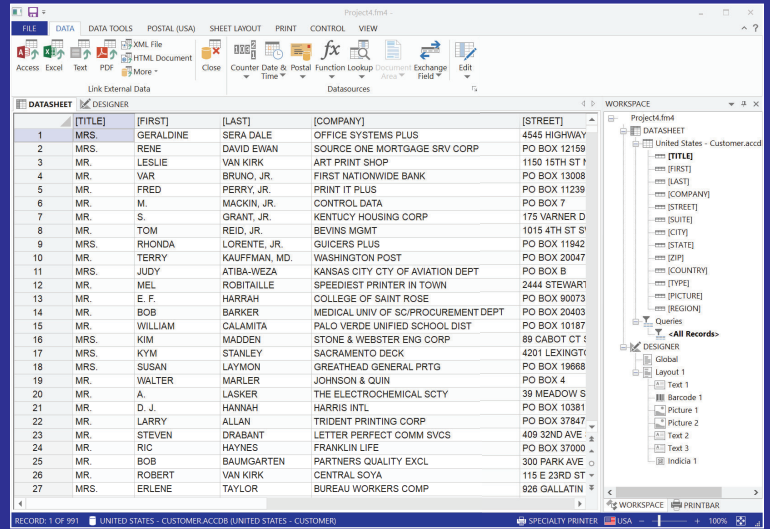 Project4.fm4 -
FILE DATA DATA TOOLS POSTAL (USA) SHEET LAYOUT PRINT CONTROL VIEW
Access Excel Text PDF XML File HTML Document More Close Counter Date & Time Postal Function Lookup Document Area Exchange Field Edit
Link External Data Datasources
DATASHEET DESIGNER
[TITLE] [FIRST] [LAST] [COMPANY] [STREET]
1 MRS. GERALDINE SERA DALE OFFICE SYSTEMS PLUS 4545 HIGHWAY
2 MRS. RENE DAVID EWAN SOURCE ONE MORTGAGE SRV CORP PO BOX 12159
3 MR. LESLIE VAN KIRK ART PRINT SHOP 1150 15TH ST N
4 MR. VAR BRUNO, JR. FIRST NATIONWIDE BANK PO BOX 13008
5 MR. FRED PERRY, JR. PRINT IT PLUS PO BOX 11239
6 MR. M. MACKIN, JR. CONTROL DATA PO BOX 7
7 MR. S. GRANT, JR. KENTUCY HOUSING CORP 175 VARNER D
8 MR. TOM REID, JR. BEVINS MGMT 1015 4TH ST S
9 MRS. RHONDA LORENTE, JR. GUICERS PLUS PO BOX 11942
10 MR. TERRY KAUFFMAN, MD. WASHINGTON POST PO BOX 20047
11 MRS. JUDY ATIBA-WEZA KANSAS CITY CTY OF AVIATION DEPT PO BOX B
12 MR. MEL ROBITAILLE SPEEDIEST PRINTER IN TOWN 2444 STEWART
13 MR. E. F. HARRAH COLLEGE OF SAINT ROSE PO BOX 90073
14 MR. BOB BARKER MEDICAL UNIV OF SC/PROCUREMENT DEPT PO BOX 20403
15 MR. WILLIAM CALAMITA PALO VERDE UNIFIED SCHOOL DIST PO BOX 10187
16 MRS. KIM MADDEN STONE & WEBSTER ENG CORP 89 CABOT CT S
17 MRS. KYM STANLEY SACRAMENTO DECK 4201 LEXINGTO
18 MRS. SUSAN LAYMON GREATHEAD GENERAL PRTG PO BOX 19668
19 MR. WALTER MARLER JOHNSON & QUIN PO BOX 4
20 MR. A. LASKER THE ELECTROCHEMICAL SCTY 39 MEADOW S
21 MR. D. J. HANNAH HARRIS INTL PO BOX 10381
22 MR. LARRY ALLAN TRIDENT PRINTING CORP PO BOX 37847
23 MR. STEVEN DRABANT LETTER PERFECT COMM SVCS 409 32ND AVE
24 MR. RIC HAYNES FRANKLIN LIFE PO BOX 37000
25 MR. BOB BAUMGARTEN PARTNERS QUALITY EXCL 300 PARK AVE
26 MR. ROBERT VAN KIRK CENTRAL SOYA 115 E 23RD ST
27 MRS. ERLENE TAYLOR BUREAU WORKERS COMP 926 GALLATIN
WORKSPACE
Project4.fm4
DATASHEET
United States - Customer.accd
[TITLE]
[FIRST]
[LAST]
[COMPANY]
[STREET]
[SUITE]
[CITY]
[STATE]
[ZIP]
[COUNTRY]
[TYPE]
[PICTURE]
[REGION]
Queries
<All Records>
DESIGNER
Global
Layout 1
Text 1
Barcode 1
Picture 1
Picture 2
Text 2
Text 3
Indicia 1
WORKSPACE PRINTBAR
RECORD: 1 OF 991 UNITED STATES - CUSTOMER.ACCDB (UNITED STATES - CUSTOMER) SPECIALTY PRINTER USA 100%